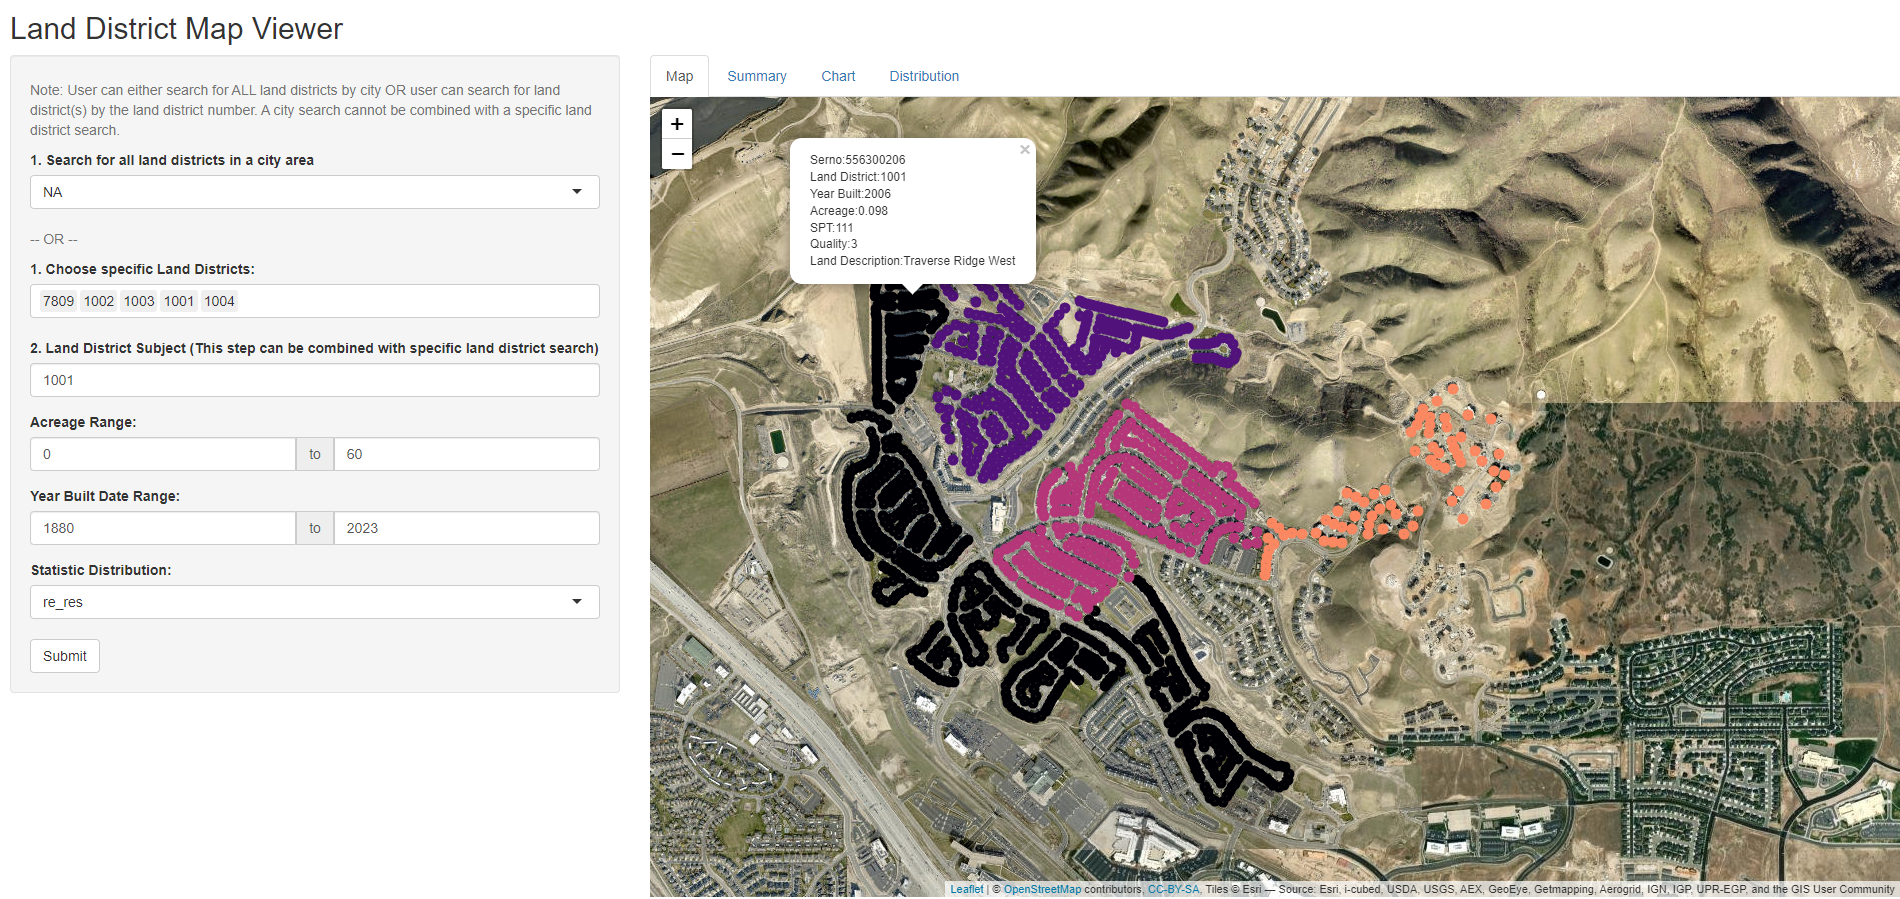 Land District Map Viewer
Note: User can either search for ALL land districts by city OR user can search for land
district(s) by the land district number. A city search cannot be combined with a specific land
district search.
1. Search for all land districts in a city area
NA
-- OR --
1. Choose specific Land Districts:
7809 1002 1003 1001 1004
2. Land District Subject (This step can be combined with specific land district search)
1001
Acreage Range:
0 to 60
Year Built Date Range:
1880 to 2023
Statistic Distribution:
re_res
Submit
Map Summary Chart Distribution
+
−
×
Serno:556300206
Land District:1001
Year Built:2006
Acreage:0.098
SPT:111
Quality:3
Land Description:Traverse Ridge West
Leaflet | © OpenStreetMap contributors, CC-BY-SA, Tiles © Esri — Source: Esri, i-cubed, USDA, USGS, AEX, GeoEye, Getmapping, Aerogrid, IGN, IGP, UPR-EGP, and the GIS User Community